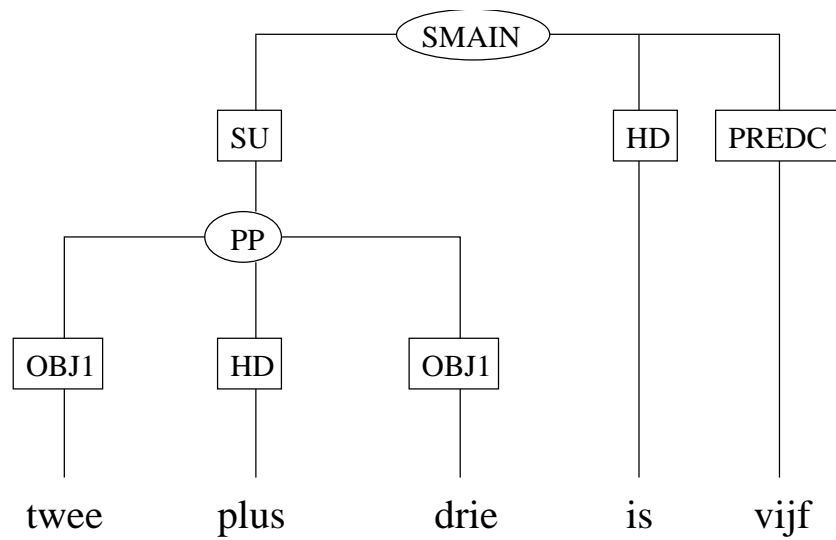 SMAIN
SU HD PREDC
PP
OBJ1 HD OBJ1
twee plus drie is vijf